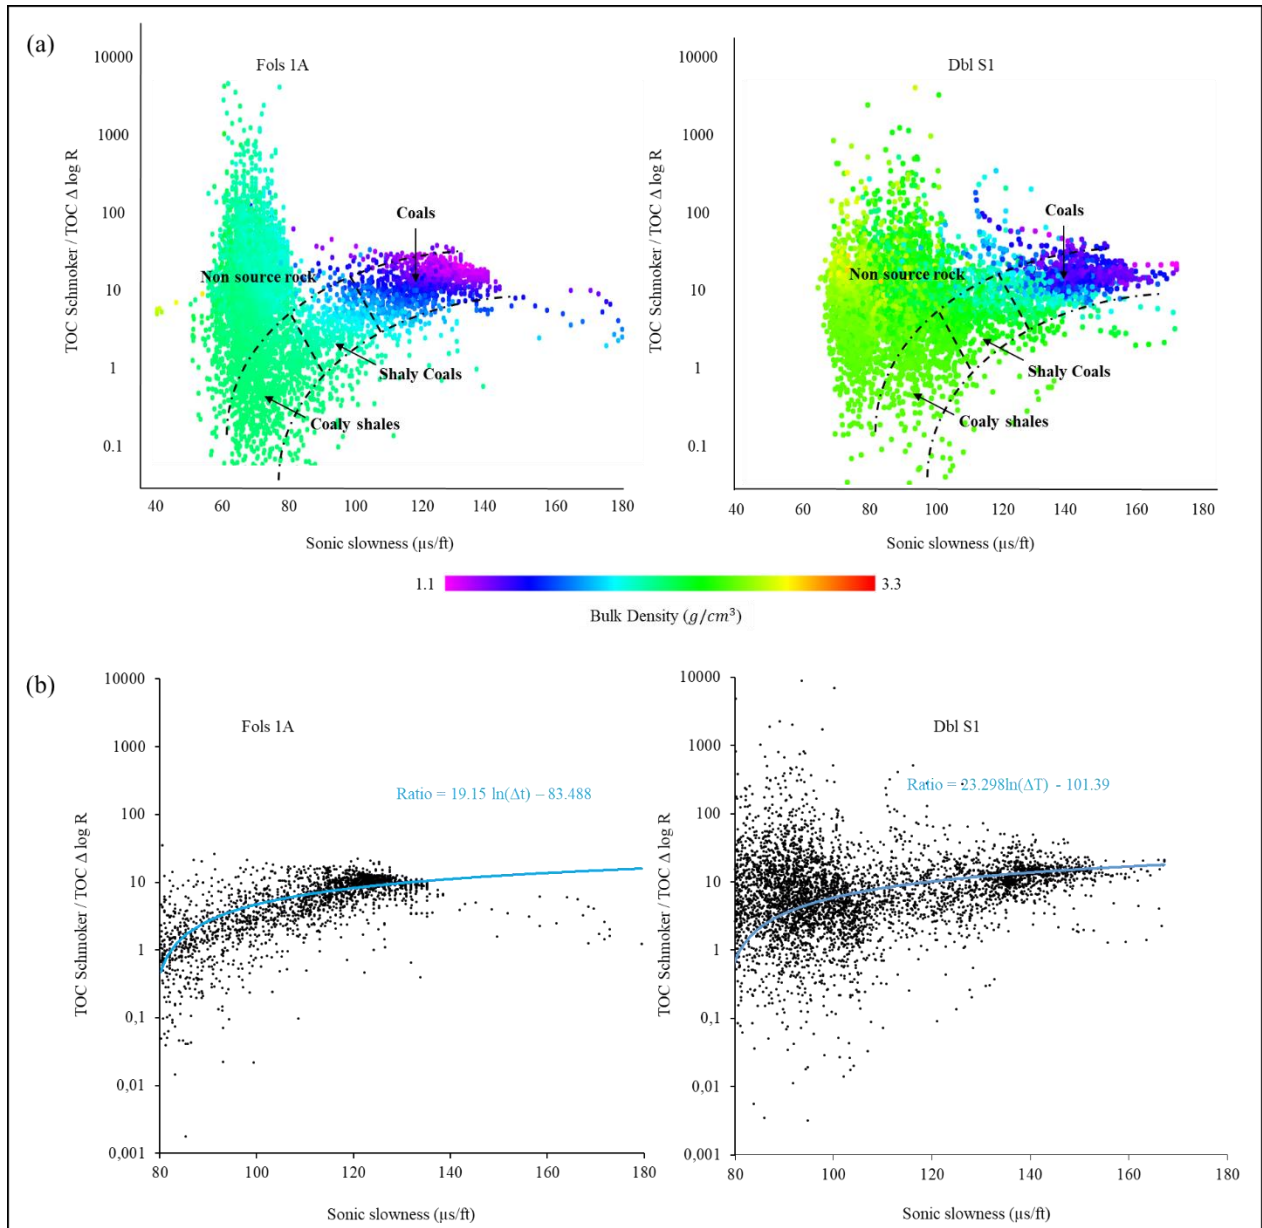 (a)
Fols 1A
10000
1000
100
10
1
0.1
TOC Schmoker / TOC Δ log R
Coals
Non source rock
Shaly Coals
Coaly shales
40 60 80 100 120 140 160 180
Sonic slowness (µs/ft)
Dbl S1
10000
1000
100
10
1
0.1
TOC Schmoker / TOC Δ log R
Coals
Non source rock
Shaly Coals
Coaly shales
40 60 80 100 120 140 160 180
Sonic slowness (µs/ft)
1.1 3.3
Bulk Density (g/cm³)
(b)
Fols 1A
10000
1000
100
10
1
0,1
0,01
0,001
TOC Schmoker / TOC Δ log R
Ratio = 19.15 ln(Δt) – 83.488
80 100 120 140 160 180
Sonic slowness (µs/ft)
Dbl S1
10000
1000
100
10
1
0,1
0,01
0,001
TOC Schmoker / TOC Δ log R
Ratio = 23.298ln(ΔT) - 101.39
80 100 120 140 160 180
Sonic slowness (µs/ft)